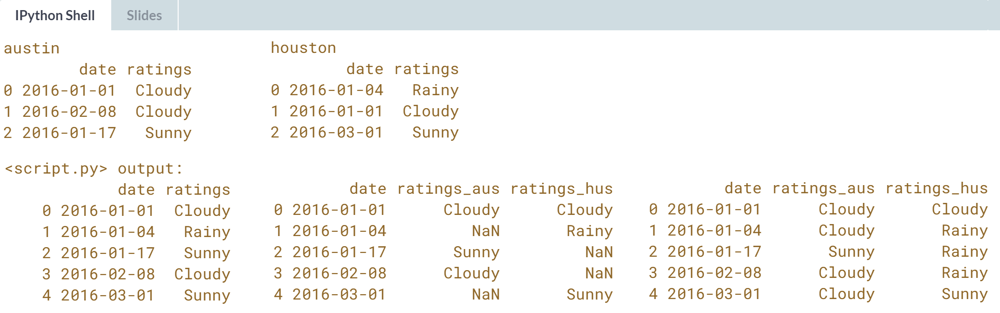 IPython Shell Slides
austin houston
date ratings date ratings
0 2016-01-01 Cloudy 0 2016-01-04 Rainy
1 2016-02-08 Cloudy 1 2016-01-01 Cloudy
2 2016-01-17 Sunny 2 2016-03-01 Sunny
<script.py> output:
date ratings date ratings_aus ratings_hus date ratings_aus ratings_hus
0 2016-01-01 Cloudy 0 2016-01-01 Cloudy Cloudy 0 2016-01-01 Cloudy Cloudy
1 2016-01-04 Rainy 1 2016-01-04 NaN Rainy 1 2016-01-04 Cloudy Rainy
2 2016-01-17 Sunny 2 2016-01-17 Sunny NaN 2 2016-01-17 Sunny Rainy
3 2016-02-08 Cloudy 3 2016-02-08 Cloudy NaN 3 2016-02-08 Cloudy Rainy
4 2016-03-01 Sunny 4 2016-03-01 NaN Sunny 4 2016-03-01 Cloudy Sunny